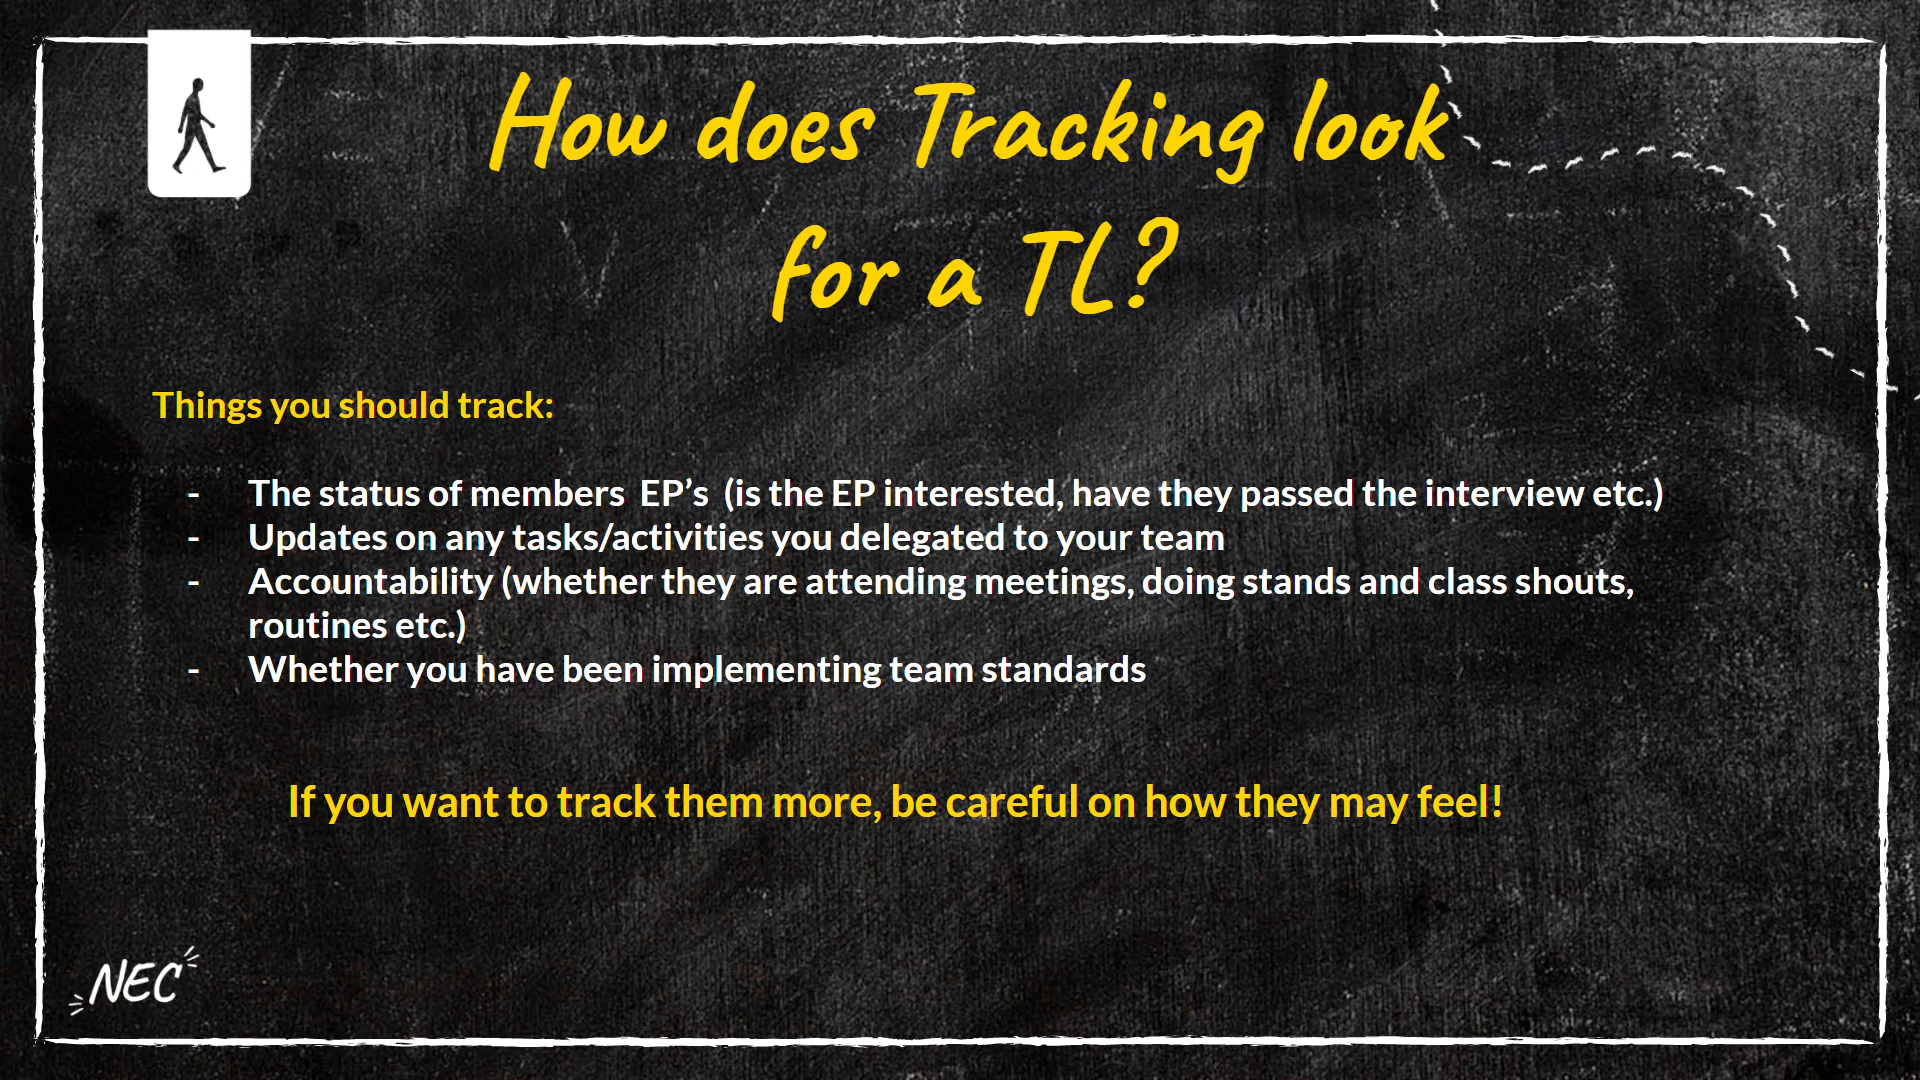 How does Tracking look
for a TL?
Things you should track:
- The status of members  EP’s  (is the EP interested, have they passed the interview etc.)
- Updates on any tasks/activities you delegated to your team
- Accountability (whether they are attending meetings, doing stands and class shouts,
routines etc.)
- Whether you have been implementing team standards
If you want to track them more, be careful on how they may feel!
NEC